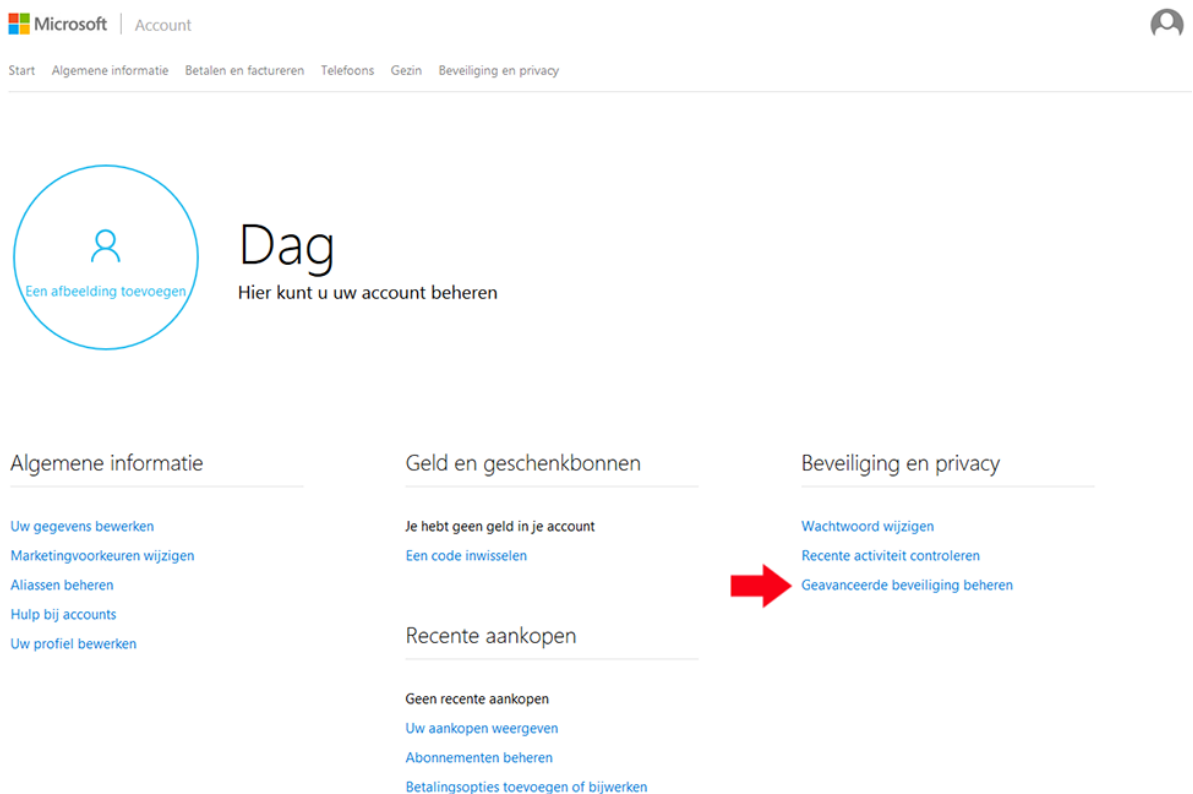 Microsoft Account
Start Algemene informatie Betalen en factureren Telefoons Gezin Beveiliging en privacy
Een afbeelding toevoegen
Dag
Hier kunt u uw account beheren
Algemene informatie
Uw gegevens bewerken
Marketingvoorkeuren wijzigen
Aliassen beheren
Hulp bij accounts
Uw profiel bewerken
Geld en geschenkbonnen
Je hebt geen geld in je account
Een code inwisselen
Recente aankopen
Geen recente aankopen
Uw aankopen weergeven
Abonnementen beheren
Betalingsopties toevoegen of bijwerken
Beveiliging en privacy
Wachtwoord wijzigen
Recente activiteit controleren
Geavanceerde beveiliging beheren